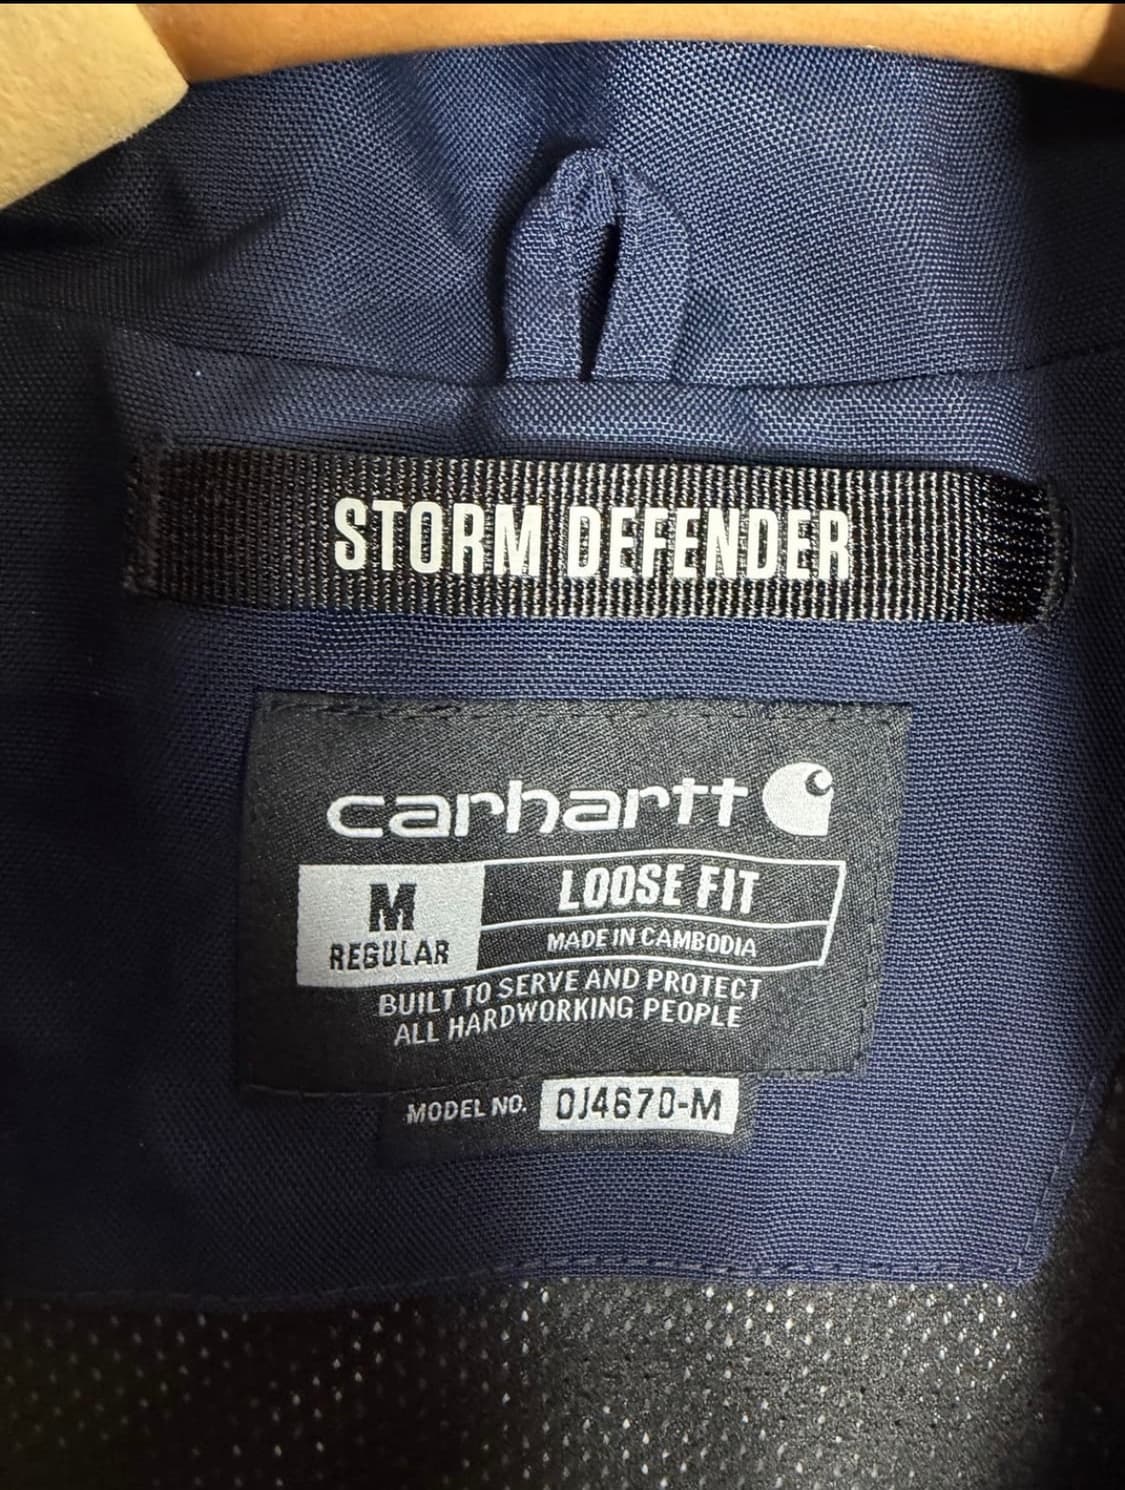 STORM DEFENDER
carhartt
M
REGULAR
LOOSE FIT
MADE IN CAMBODIA
BUILT TO SERVE AND PROTECT
ALL HARDWORKING PEOPLE
MODEL NO. OJ4670-M